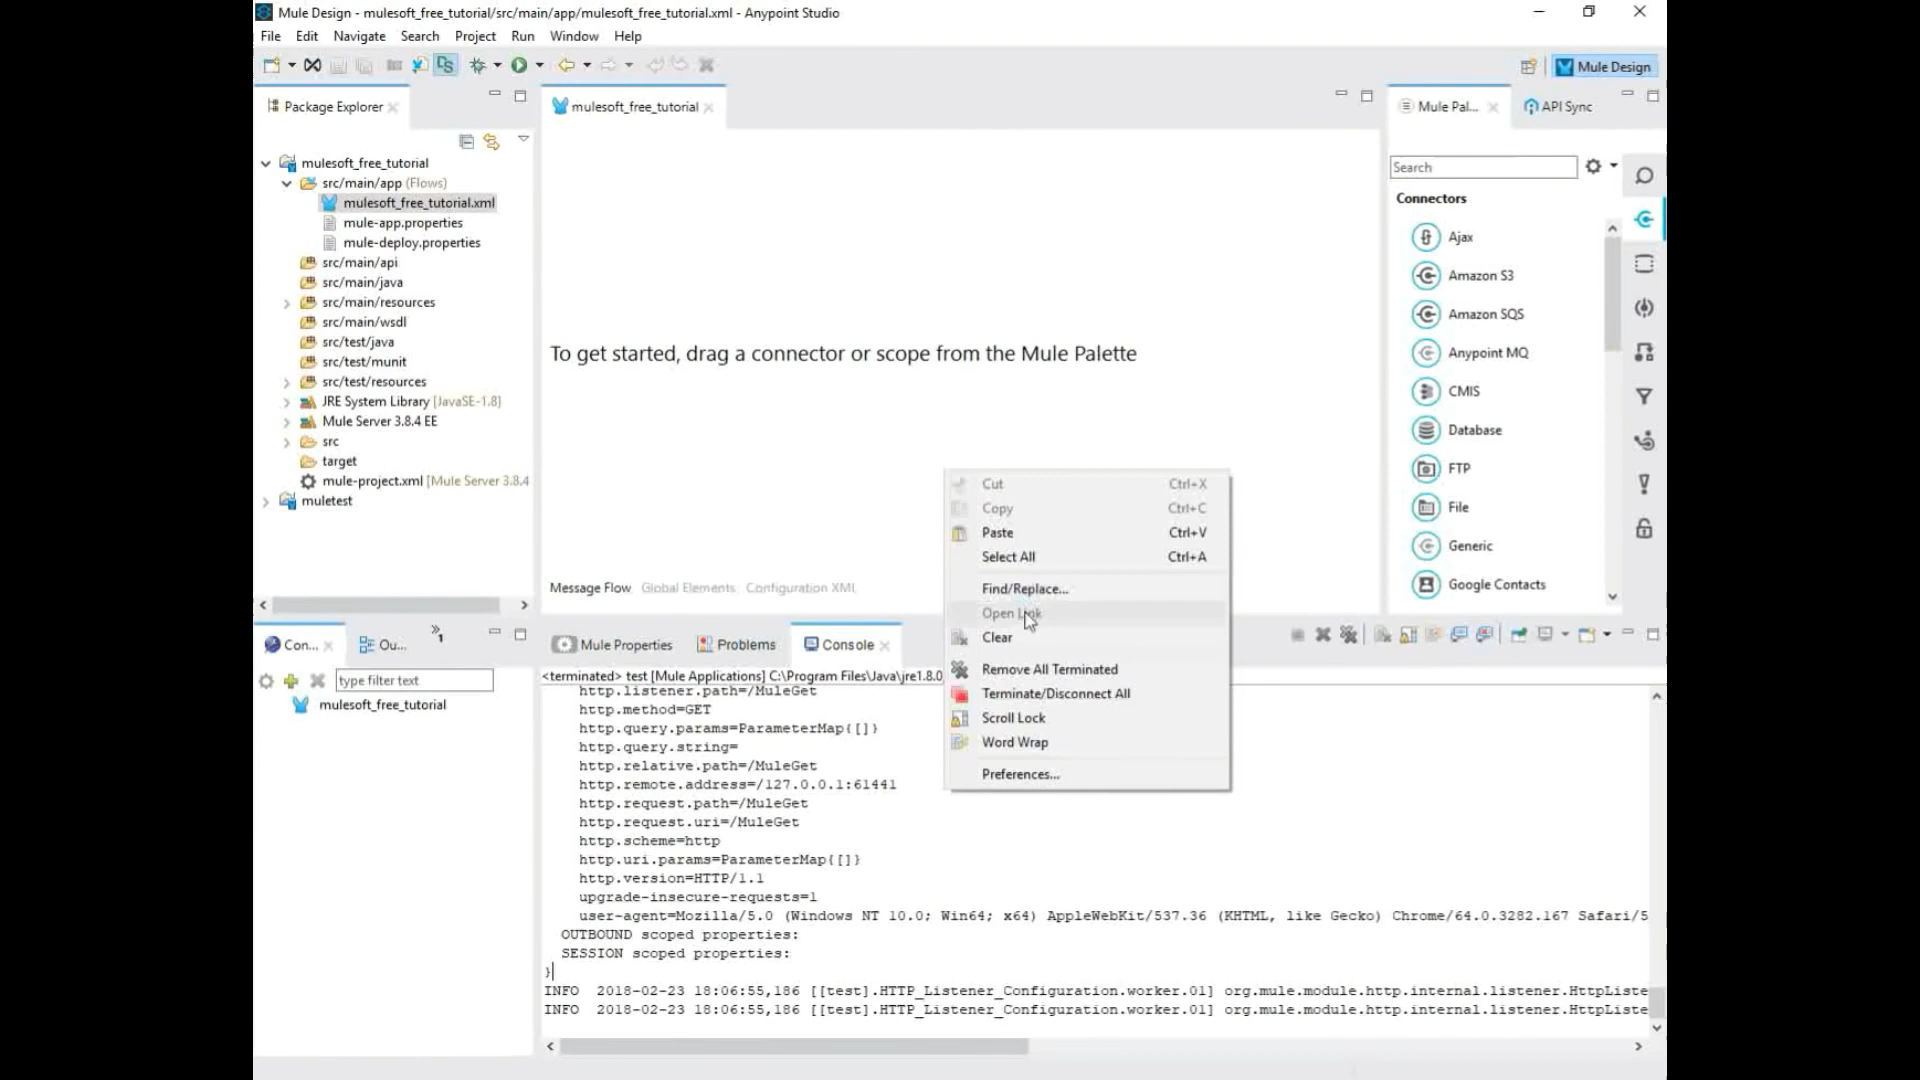 Mule Design - mulesoft_free_tutorial/src/main/app/mulesoft_free_tutorial.xml - Anypoint Studio
File Edit Navigate Search Project Run Window Help
Mule Design
Package Explorer
mulesoft_free_tutorial
Mule Pal...
API Sync
mulesoft_free_tutorial
src/main/app (Flows)
mulesoft_free_tutorial.xml
mule-app.properties
mule-deploy.properties
src/main/api
src/main/java
src/main/resources
src/main/wsdl
src/test/java
src/test/munit
src/test/resources
JRE System Library [JavaSE-1.8]
Mule Server 3.8.4 EE
src
target
mule-project.xml [Mule Server 3.8.4
muletest
To get started, drag a connector or scope from the Mule Palette
Message Flow Global Elements Configuration XML
Search
Connectors
Ajax
Amazon S3
Amazon SQS
Anypoint MQ
CMIS
Database
FTP
File
Generic
Google Contacts
Cut Ctrl+X
Copy Ctrl+C
Paste Ctrl+V
Select All Ctrl+A
Find/Replace...
Open Link
Clear
Remove All Terminated
Terminate/Disconnect All
Scroll Lock
Word Wrap
Preferences...
Con...
Ou...
1
type filter text
mulesoft_free_tutorial
Mule Properties
Problems
Console
<terminated> test [Mule Applications] C:\Program Files\Java\jre1.8.0
http.listener.path=/MuleGet
http.method=GET
http.query.params=ParameterMap{[]}
http.query.string=
http.relative.path=/MuleGet
http.remote.address=/127.0.0.1:61441
http.request.path=/MuleGet
http.request.uri=/MuleGet
http.scheme=http
http.uri.params=ParameterMap{[]}
http.version=HTTP/1.1
upgrade-insecure-requests=1
user-agent=Mozilla/5.0 (Windows NT 10.0; Win64; x64) AppleWebKit/537.36 (KHTML, like Gecko) Chrome/64.0.3282.167 Safari/5
OUTBOUND scoped properties:
SESSION scoped properties:
}
INFO 2018-02-23 18:06:55,186 [[test].HTTP_Listener_Configuration.worker.01] org.mule.module.http.internal.listener.HttpListe
INFO 2018-02-23 18:06:55,186 [[test].HTTP_Listener_Configuration.worker.01] org.mule.module.http.internal.listener.HttpListe